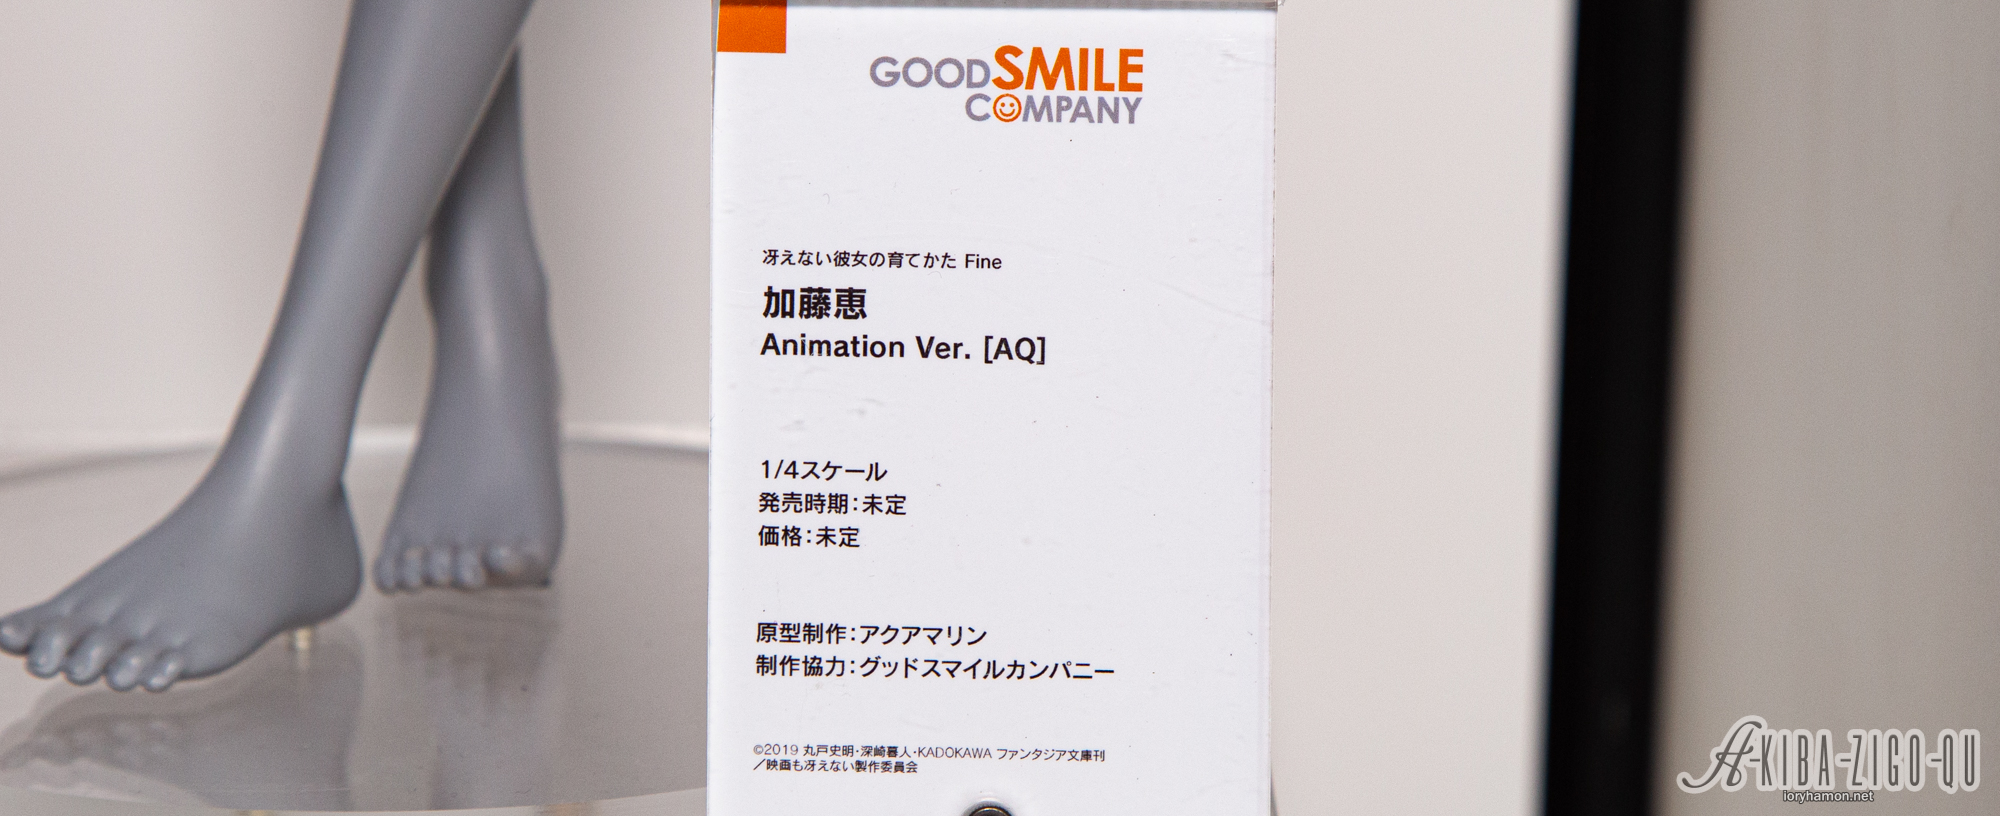 GOOD SMILE
COMPANY
冴えない彼女の育てかた Fine
加藤恵
Animation Ver. [AQ]
1/4スケール
発売時期：未定
価格：未定
原型制作：アクアマリン
制作協力：グッドスマイルカンパニー
©2019 丸戸史明・深崎暮人・KADOKAWA ファンタジア文庫刊
／映画も冴えない製作委員会
A-KIBA-ZIGO-QU
ioryhamon.net